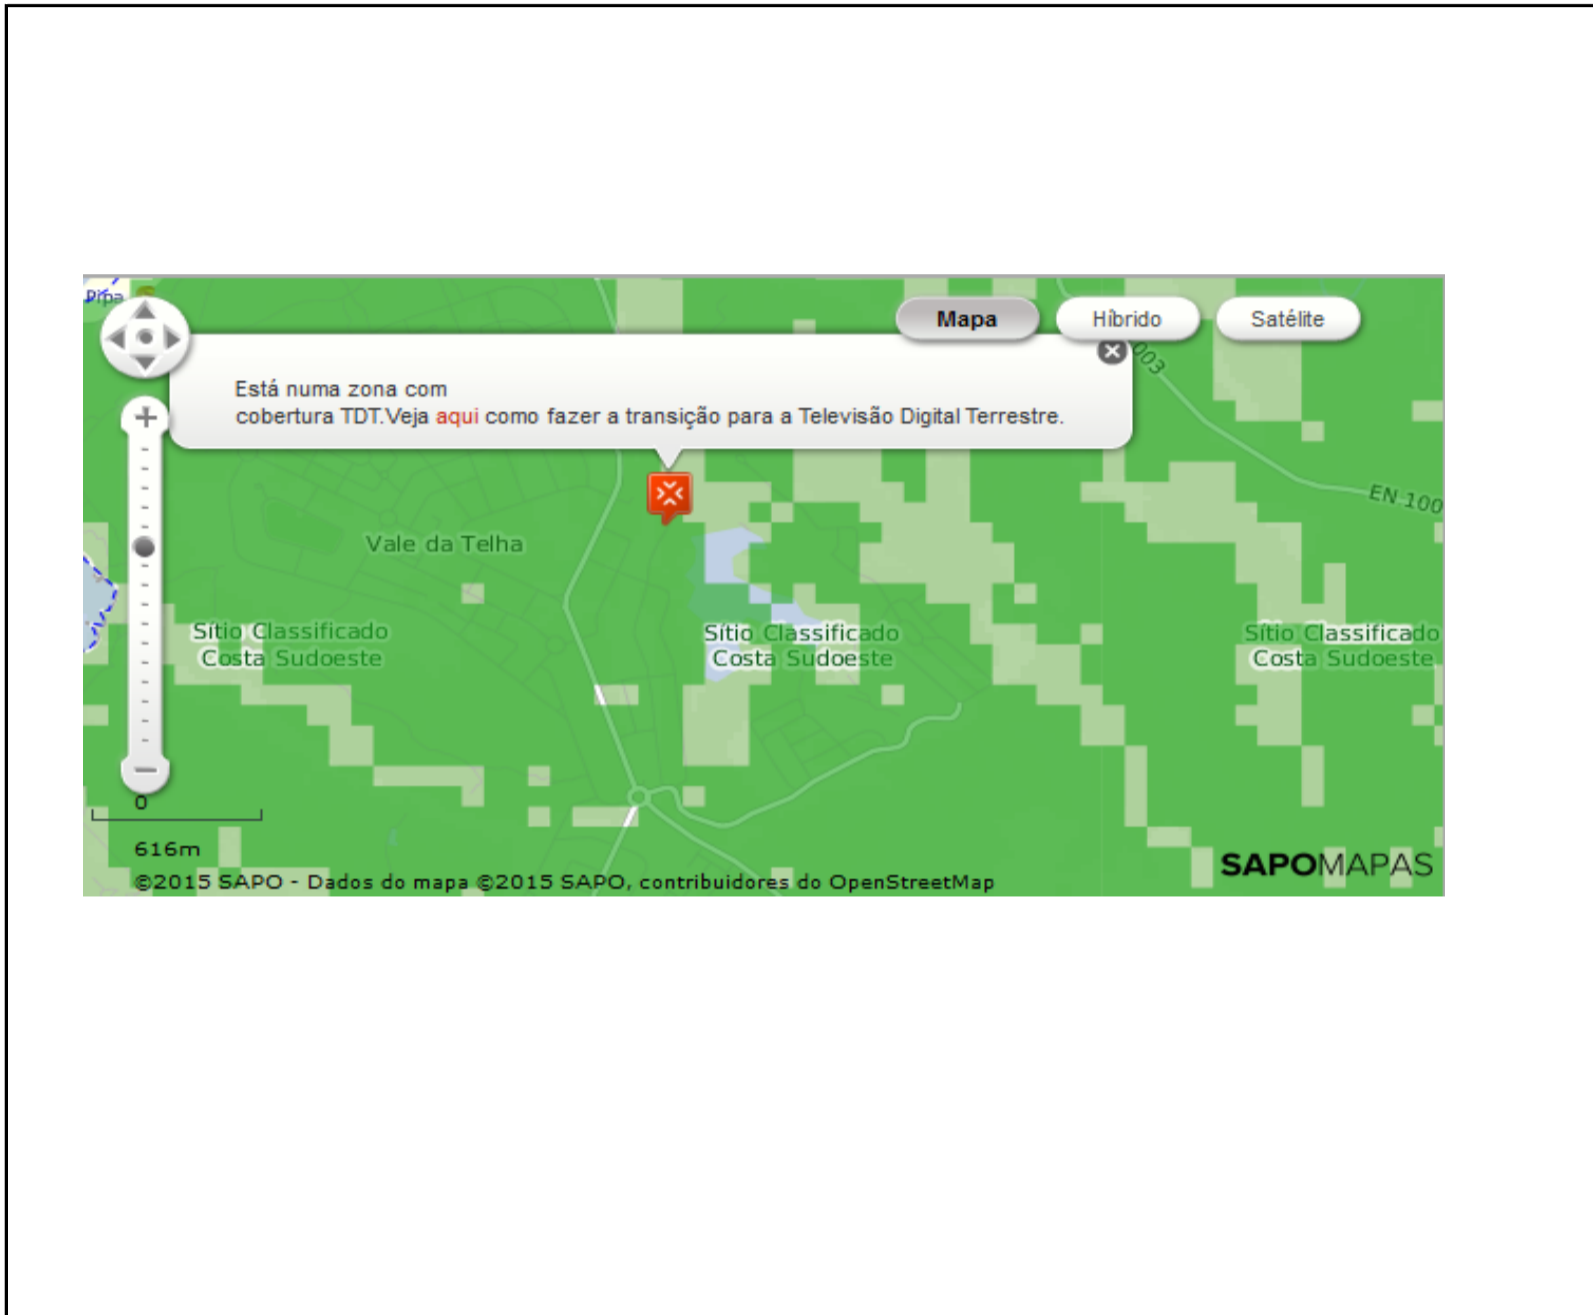 Pipa
Mapa
Híbrido
Satélite
003
Está numa zona com
cobertura TDT.Veja aqui como fazer a transição para a Televisão Digital Terrestre.
EN 100
Vale da Telha
Sítio Classificado
Costa Sudoeste
Sítio Classificado
Costa Sudoeste
Sítio Classificado
Costa Sudoeste
0
616m
SAPOMAPAS
©2015 SAPO - Dados do mapa ©2015 SAPO, contribuidores do OpenStreetMap